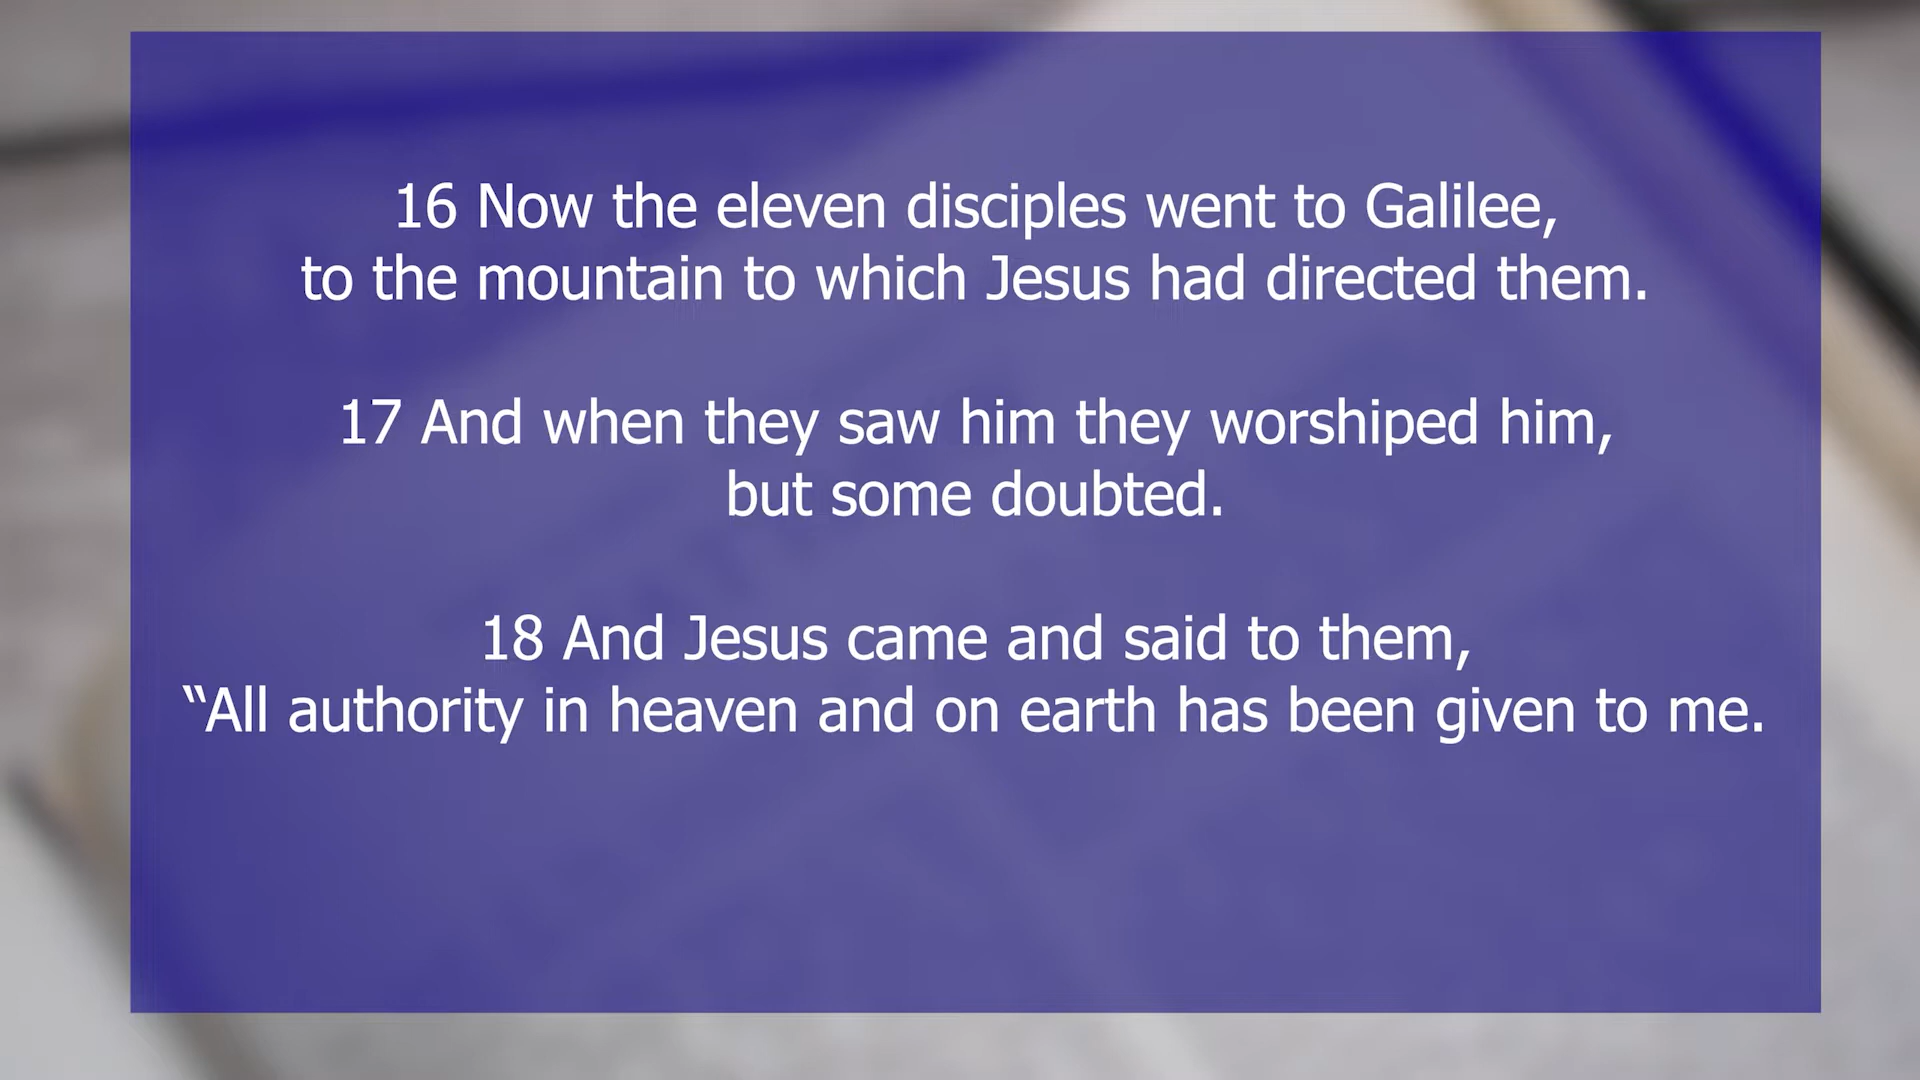 16 Now the eleven disciples went to Galilee,
to the mountain to which Jesus had directed them.
17 And when they saw him they worshiped him,
but some doubted.
18 And Jesus came and said to them,
“All authority in heaven and on earth has been given to me.